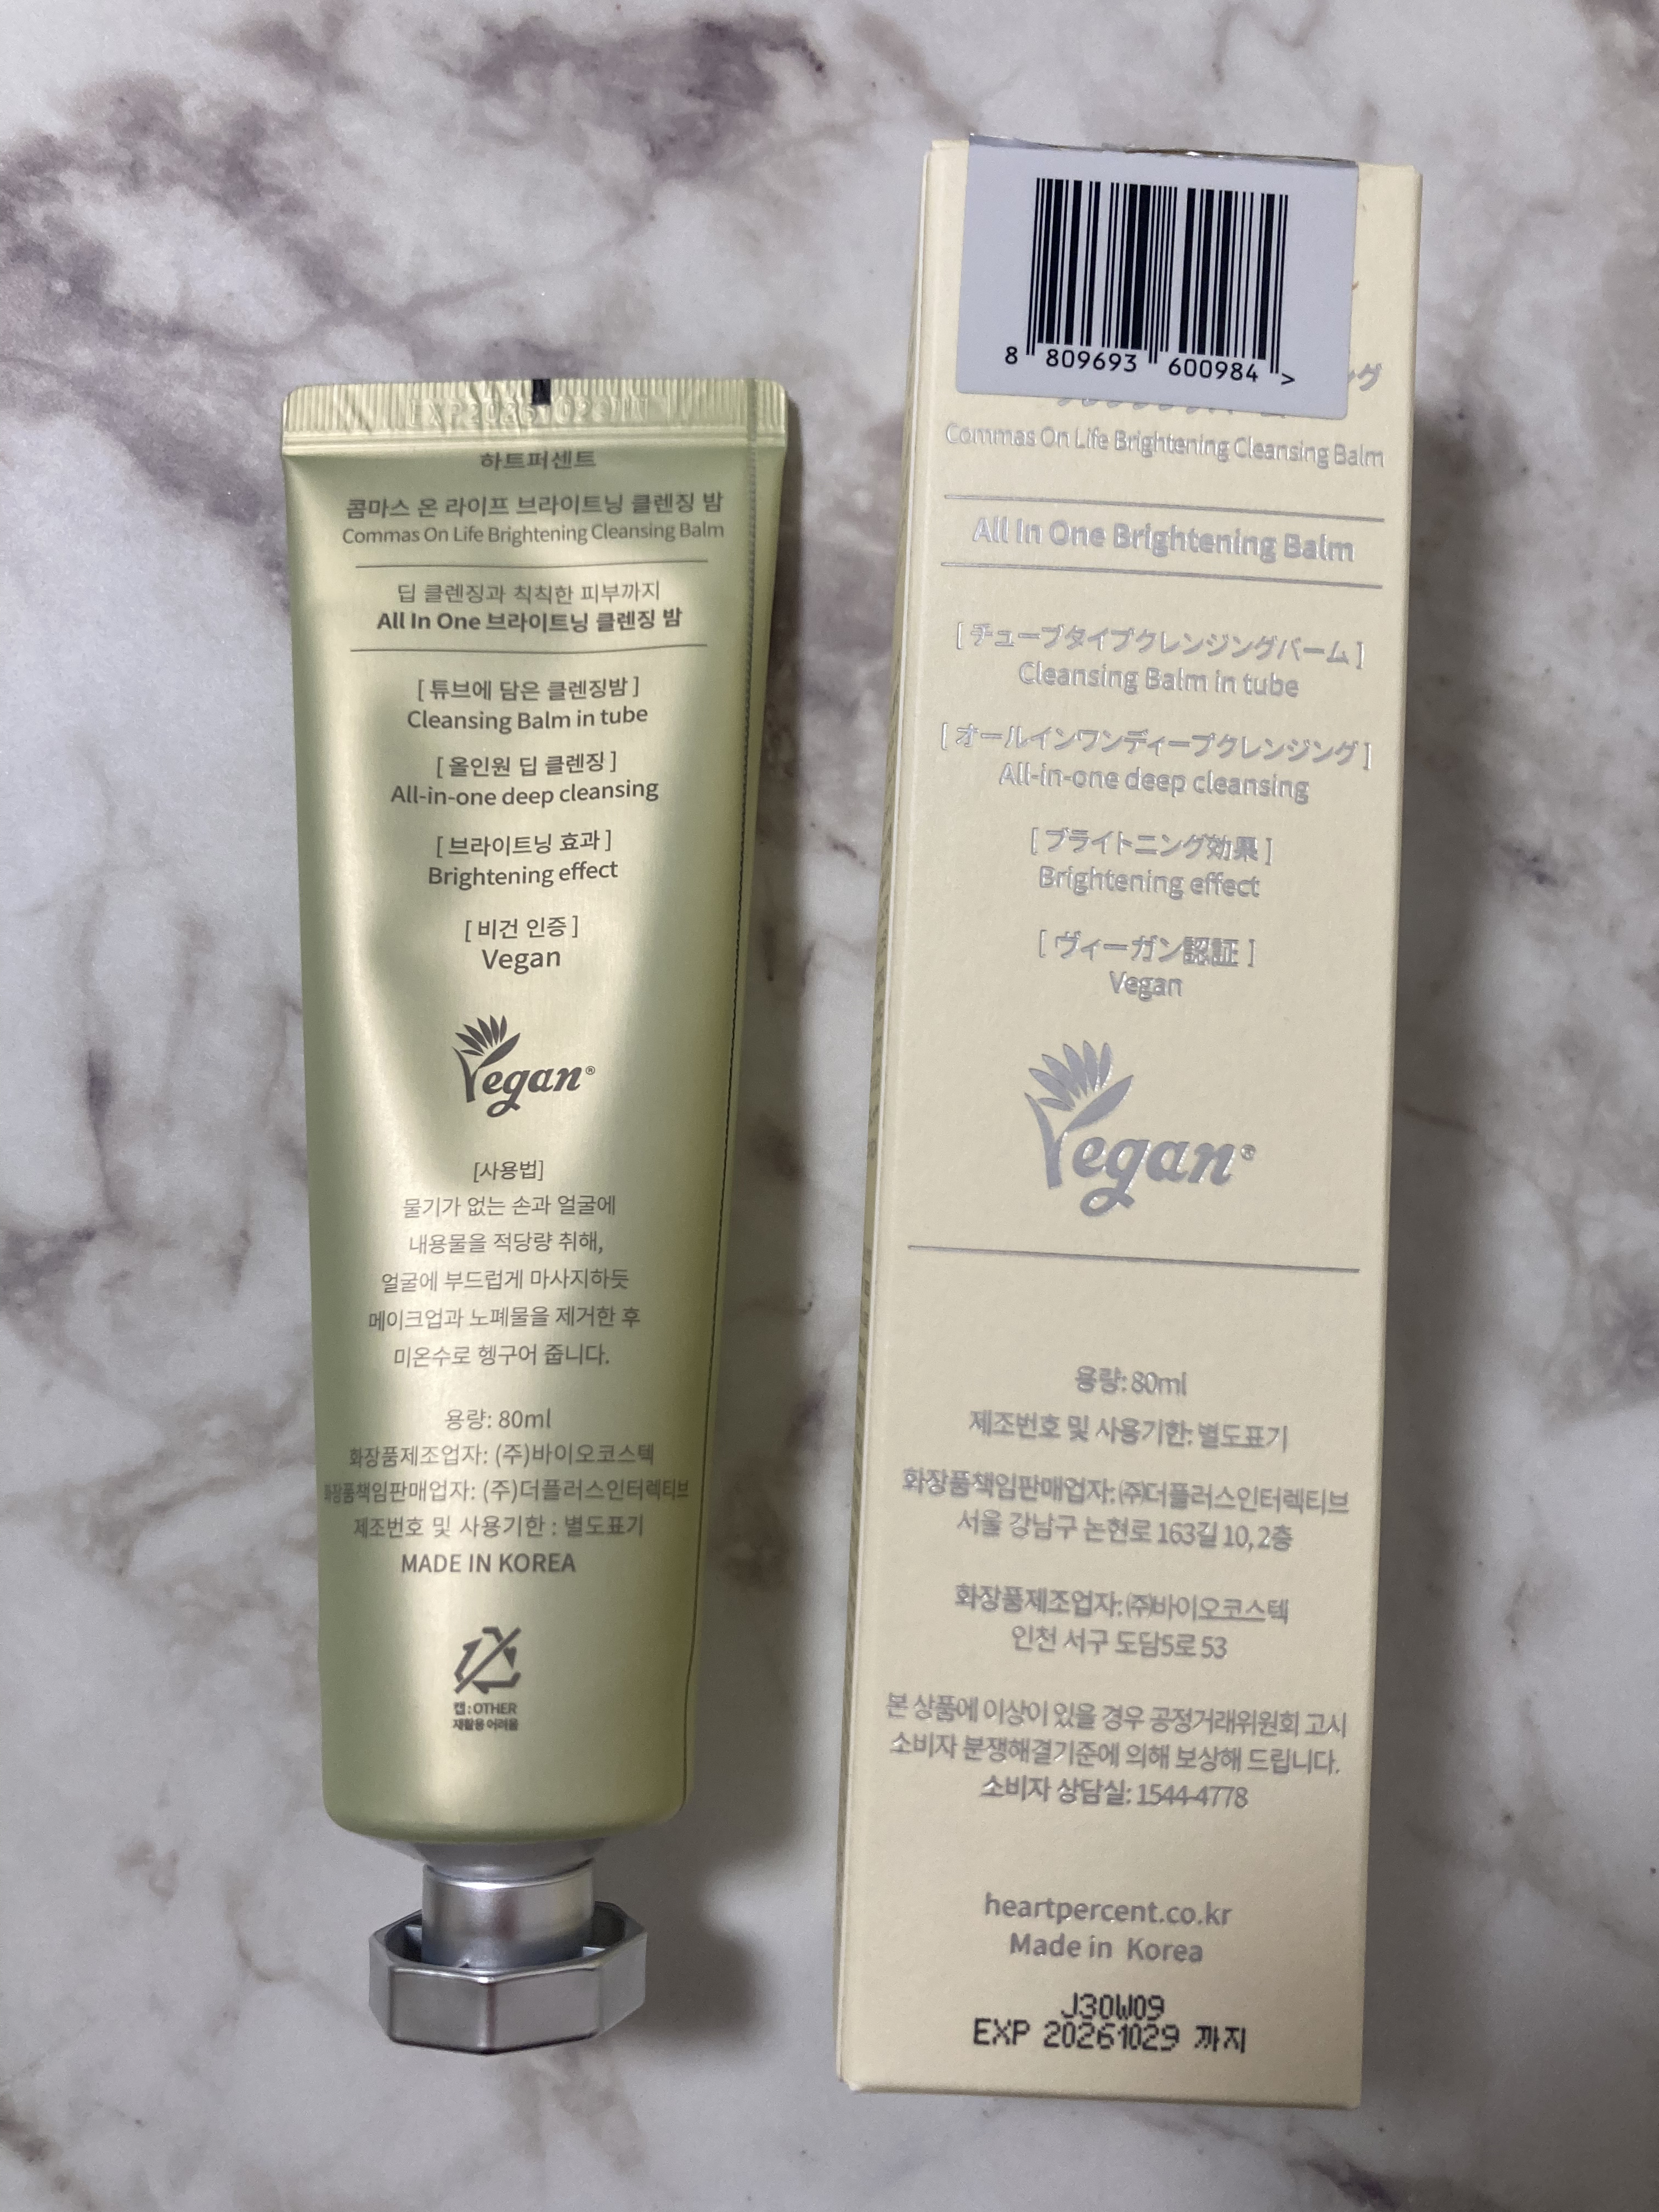 하트퍼센트
콤마스 온 라이프 브라이트닝 클렌징 밤
Commas On Life Brightening Cleansing Balm
딥 클렌징과 칙칙한 피부까지
All In One 브라이트닝 클렌징 밤
[ 튜브에 담은 클렌징밤 ]
Cleansing Balm in tube
[ 올인원 딥 클렌징 ]
All-in-one deep cleansing
[ 브라이트닝 효과 ]
Brightening effect
[ 비건 인증 ]
Vegan
Vegan®
[사용법]
물기가 없는 손과 얼굴에
내용물을 적당량 취해,
얼굴에 부드럽게 마사지하듯
메이크업과 노폐물을 제거한 후
미온수로 헹구어 줍니다.
용량: 80ml
화장품제조업자: (주)바이오코스텍
화장품책임판매업자: (주)더플러스인터렉티브
제조번호 및 사용기한 : 별도표기
MADE IN KOREA
캡 : OTHER
재활용 어려움
8 809693 600984 >
ング
Commas On Life Brightening Cleansing Balm
All In One Brightening Balm
[ チューブタイプクレンジングバーム ]
Cleansing Balm in tube
[ オールインワンディープクレンジング ]
All-in-one deep cleansing
[ ブライトニング効果 ]
Brightening effect
[ ヴィーガン認証 ]
Vegan
Vegan®
용량: 80ml
제조번호 및 사용기한: 별도표기
화장품책임판매업자: (주)더플러스인터렉티브
서울 강남구 논현로 163길 10, 2층
화장품제조업자: (주)바이오코스텍
인천 서구 도담5로 53
본 상품에 이상이 있을 경우 공정거래위원회 고시
소비자 분쟁해결기준에 의해 보상해 드립니다.
소비자 상담실: 1544-4778
heartpercent.co.kr
Made in Korea
J30W09
EXP 20261029 까지